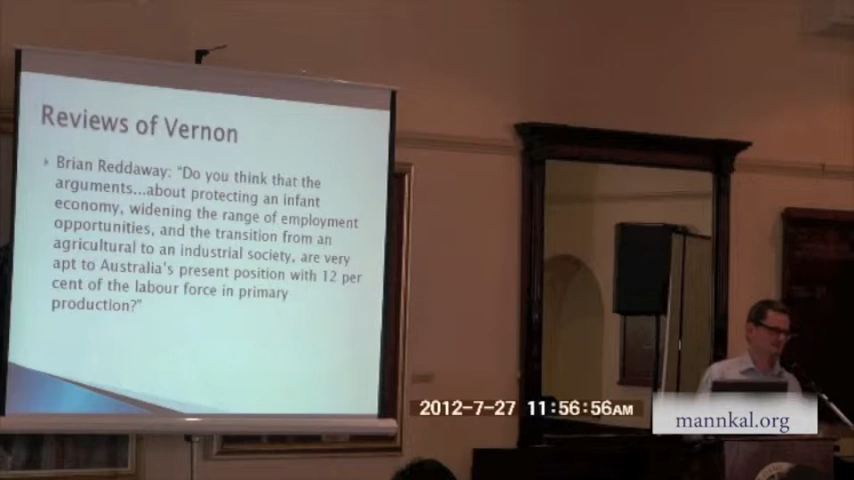 Reviews of Vernon
Brian Reddaway: "Do you think that the
arguments...about protecting an infant
economy, widening the range of employment
opportunities, and the transition from an
agricultural to an industrial society, are very
apt to Australia's present position with 12 per
cent of the labour force in primary
production?"
2012-7-27 11:56:56AM
mannkal.org